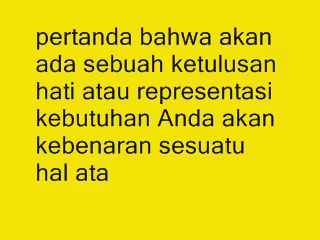 pertanda bahwa akan
ada sebuah ketulusan
hati atau representasi
kebutuhan Anda akan
kebenaran sesuatu
hal ata